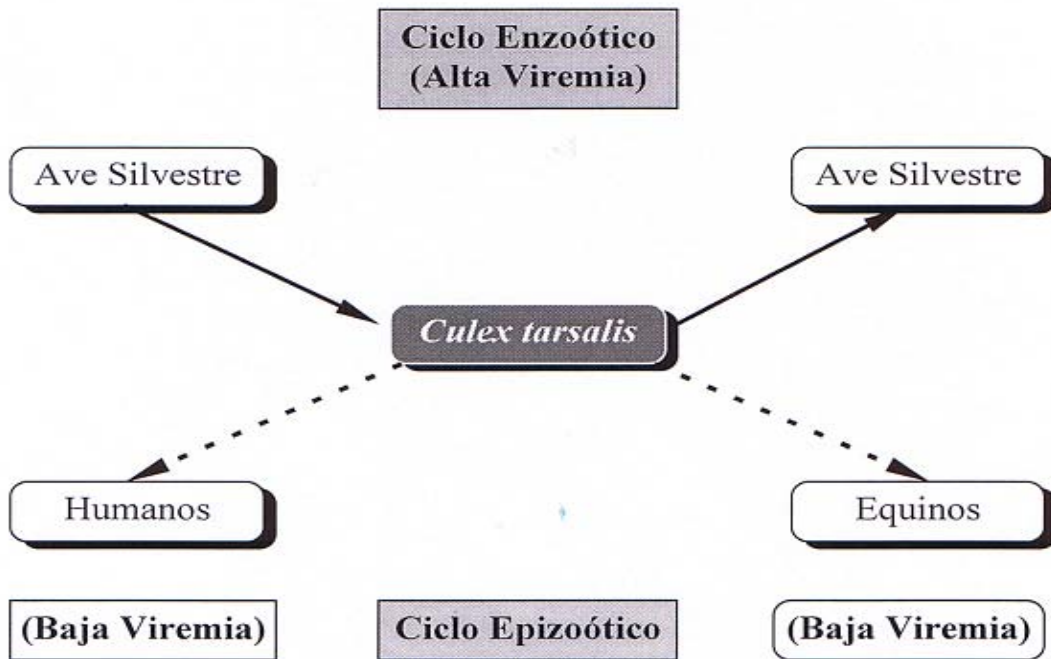 Ciclo Enzoótico
(Alta Viremia)
Ave Silvestre
Ave Silvestre
Culex tarsalis
Humanos
Equinos
(Baja Viremia)
Ciclo Epizoótico
(Baja Viremia)